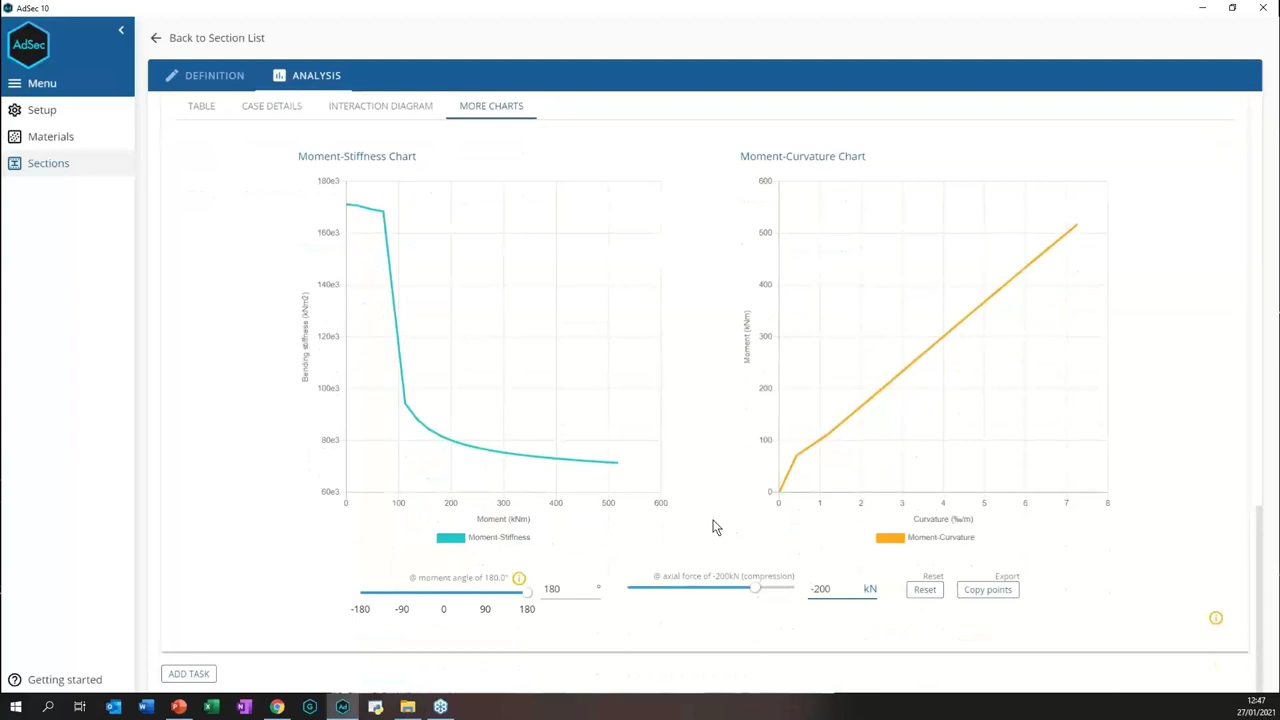 AdSec 10
AdSec
Back to Section List
Menu
DEFINITION
ANALYSIS
Setup
Materials
Sections
TABLE
CASE DETAILS
INTERACTION DIAGRAM
MORE CHARTS
Moment-Stiffness Chart
180e3
160e3
140e3
120e3
100e3
80e3
60e3
Bending stiffness (kNm2)
0 100 200 300 400 500 600
Moment (kNm)
Moment-Stiffness
Moment-Curvature Chart
600
500
400
300
200
100
0
Moment (kNm)
0 1 2 3 4 5 6 7 8
Curvature (‰/m)
Moment-Curvature
@ moment angle of 180.0°
180 °
-180 -90 0 90 180
@ axial force of -200kN (compression)
-200 kN
Reset
Reset
Export
Copy points
ADD TASK
Getting started
12:47
27/01/2021